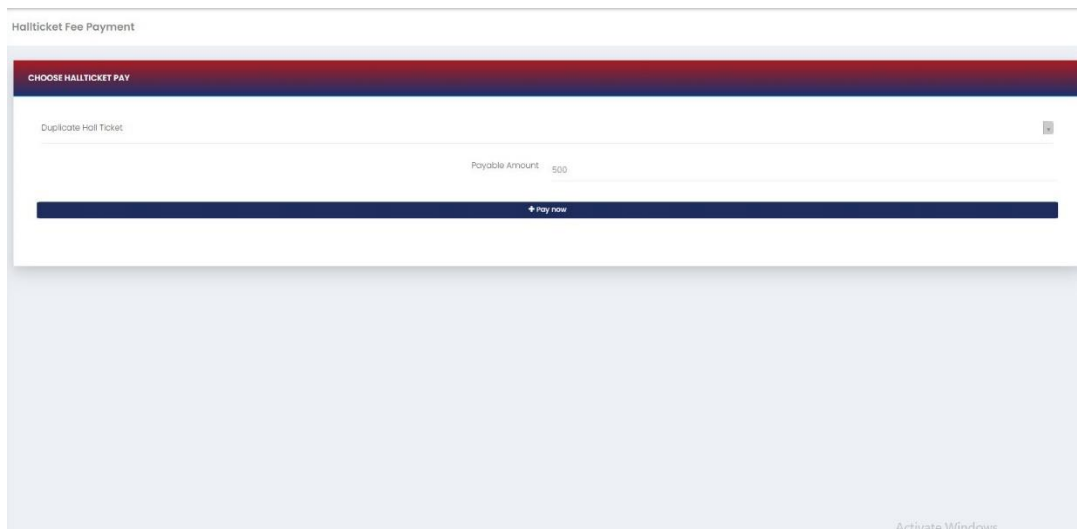 Hallticket Fee Payment
CHOOSE HALLTICKET PAY
Duplicate Hall Ticket
Payable Amount 500
+ Pay now
Activate Windows